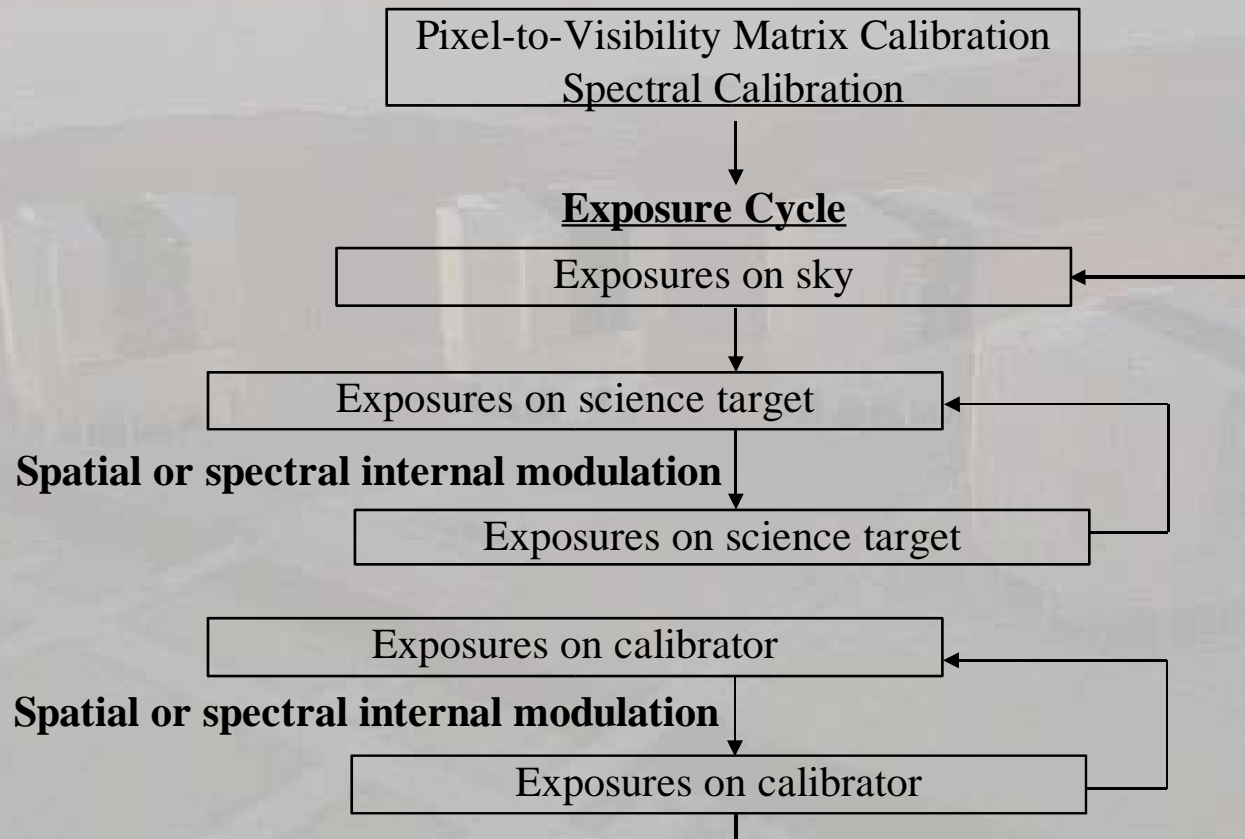 Pixel-to-Visibility Matrix Calibration
Spectral Calibration
Exposure Cycle
Exposures on sky
Exposures on science target
Spatial or spectral internal modulation
Exposures on science target
Exposures on calibrator
Spatial or spectral internal modulation
Exposures on calibrator